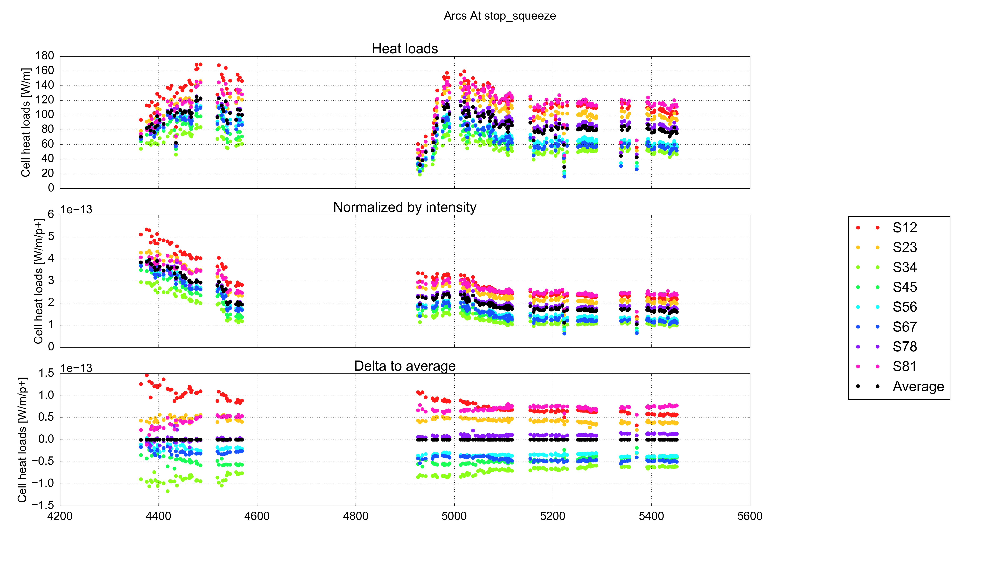 Arcs At stop_squeeze
Heat loads
Cell heat loads [W/m]
180
160
140
120
100
80
60
40
20
0
Normalized by intensity
1e−13
Cell heat loads [W/m/p+]
6
5
4
3
2
1
0
Delta to average
1e−13
Cell heat loads [W/m/p+]
1.5
1.0
0.5
0.0
−0.5
−1.0
−1.5
4200 4400 4600 4800 5000 5200 5400 5600
S12
S23
S34
S45
S56
S67
S78
S81
Average